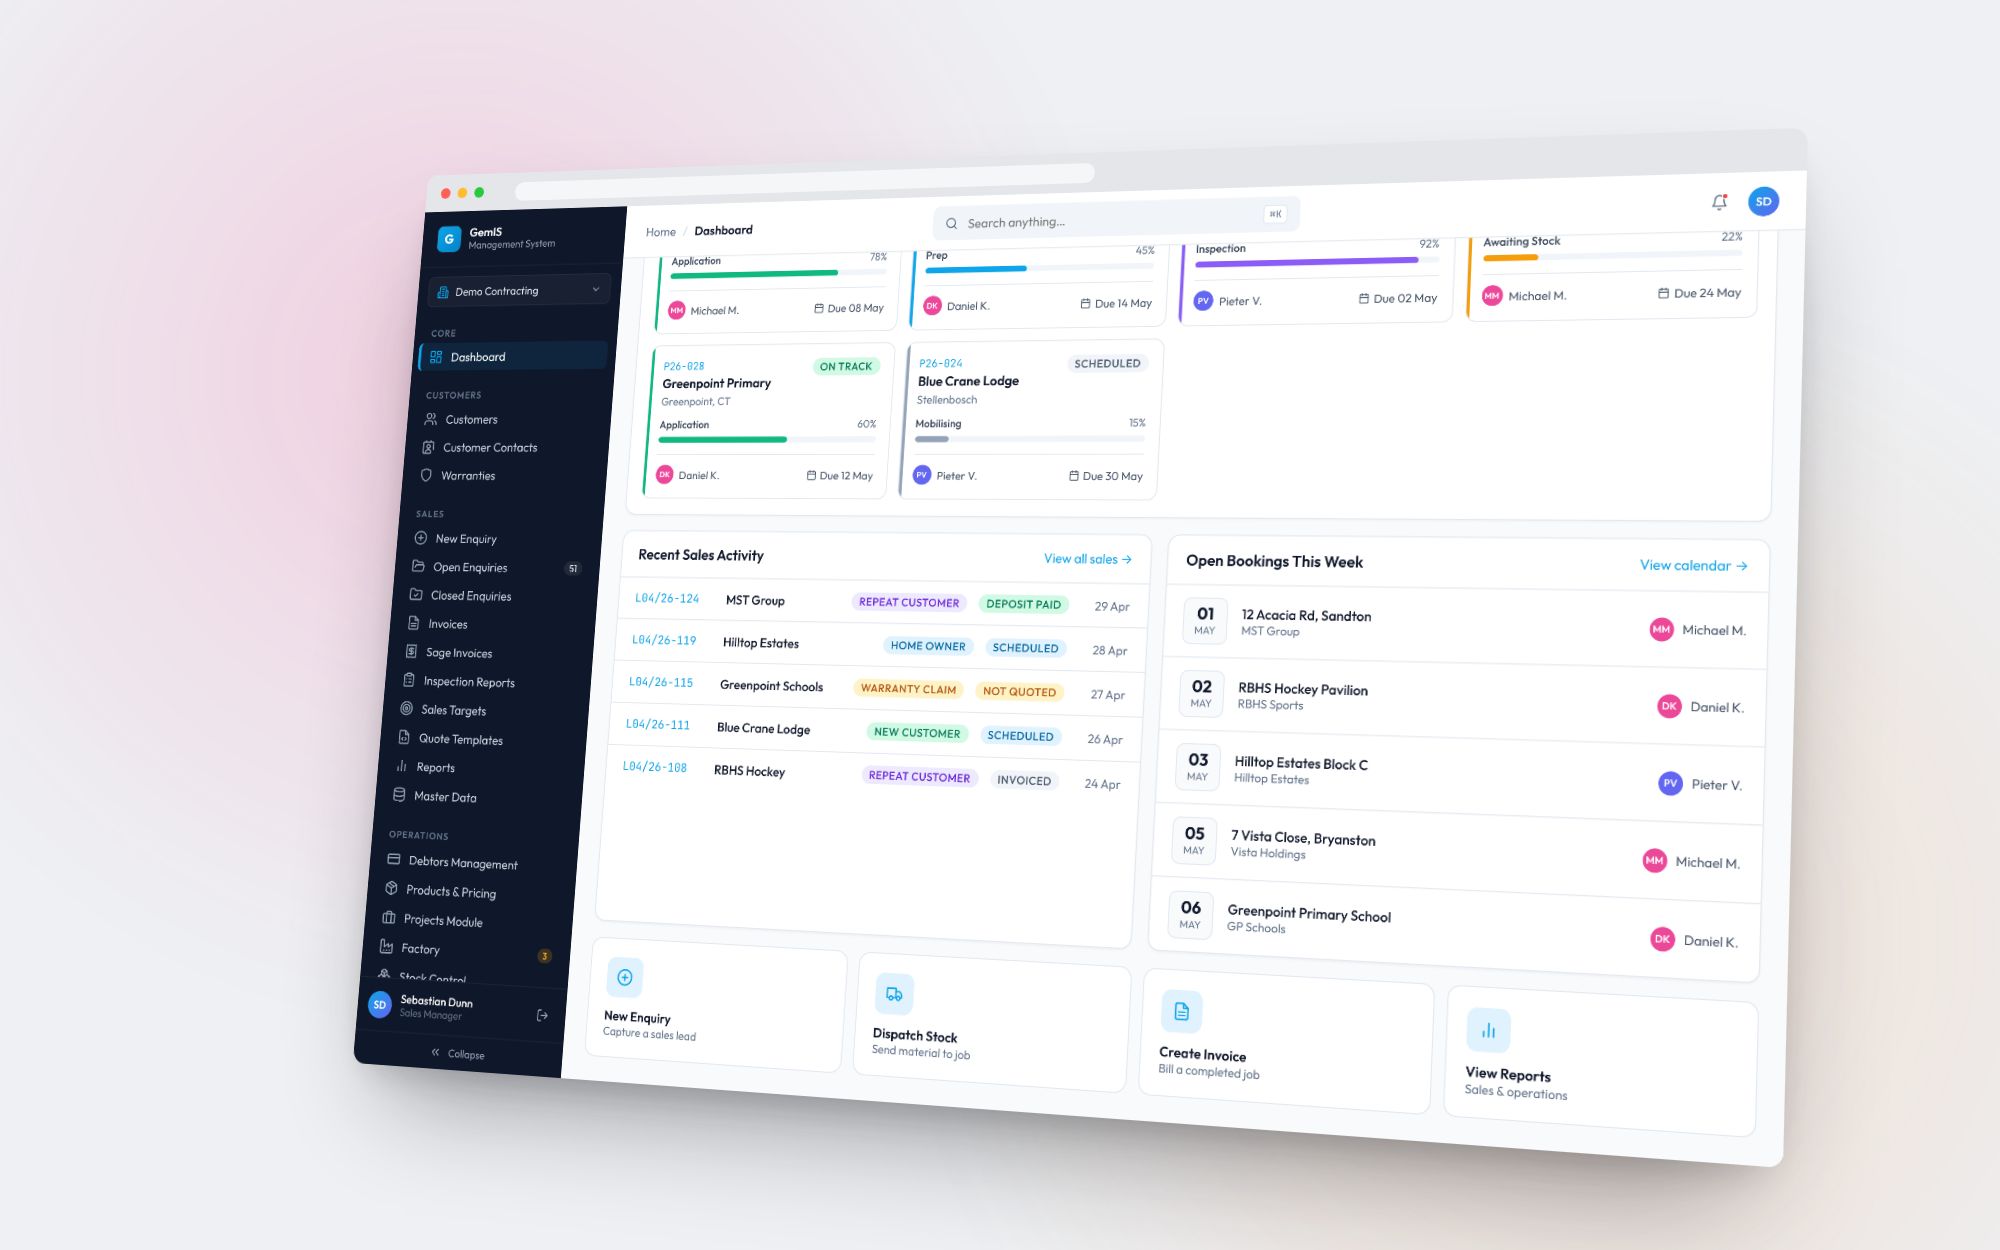 G
GemIS
Management System
Demo Contracting
CORE
Dashboard
CUSTOMERS
Customers
Customer Contacts
Warranties
SALES
New Enquiry
Open Enquiries 51
Closed Enquiries
Invoices
Sage Invoices
Inspection Reports
Sales Targets
Quote Templates
Reports
Master Data
OPERATIONS
Debtors Management
Products & Pricing
Projects Module
Factory 3
Stock Control
SD
Sebastian Dunn
Sales Manager
Collapse
Home / Dashboard
Search anything...
⌘K
SD
Application 78%
MM Michael M. Due 08 May
Prep 45%
DK Daniel K. Due 14 May
Inspection 92%
PV Pieter V. Due 02 May
Awaiting Stock 22%
MM Michael M. Due 24 May
P26-028 ON TRACK
Greenpoint Primary
Greenpoint, CT
Application 60%
DK Daniel K. Due 12 May
P26-024 SCHEDULED
Blue Crane Lodge
Stellenbosch
Mobilising 15%
PV Pieter V. Due 30 May
Recent Sales Activity View all sales →
L04/26-124 MST Group REPEAT CUSTOMER DEPOSIT PAID 29 Apr
L04/26-119 Hilltop Estates HOME OWNER SCHEDULED 28 Apr
L04/26-115 Greenpoint Schools WARRANTY CLAIM NOT QUOTED 27 Apr
L04/26-111 Blue Crane Lodge NEW CUSTOMER SCHEDULED 26 Apr
L04/26-108 RBHS Hockey REPEAT CUSTOMER INVOICED 24 Apr
Open Bookings This Week View calendar →
01 MAY
12 Acacia Rd, Sandton
MST Group
MM Michael M.
02 MAY
RBHS Hockey Pavilion
RBHS Sports
DK Daniel K.
03 MAY
Hilltop Estates Block C
Hilltop Estates
PV Pieter V.
05 MAY
7 Vista Close, Bryanston
Vista Holdings
MM Michael M.
06 MAY
Greenpoint Primary School
GP Schools
DK Daniel K.
New Enquiry
Capture a sales lead
Dispatch Stock
Send material to job
Create Invoice
Bill a completed job
View Reports
Sales & operations